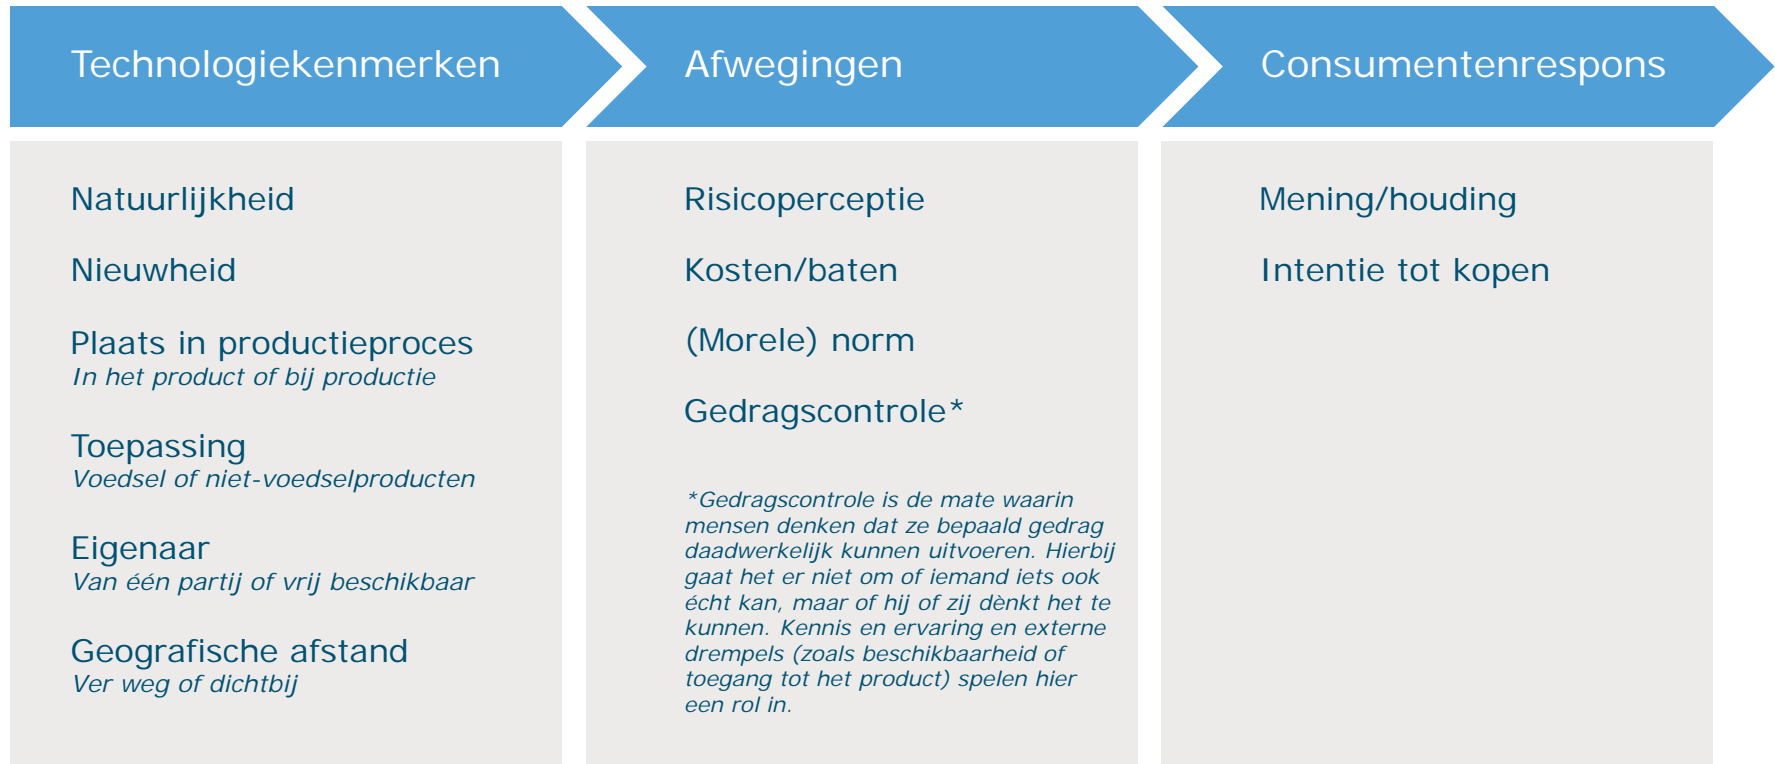 Technologiekenmerken
Natuurlijkheid
Nieuwheid
Plaats in productieproces
In het product of bij productie
Toepassing
Voedsel of niet-voedselproducten
Eigenaar
Van één partij of vrij beschikbaar
Geografische afstand
Ver weg of dichtbij
Afwegingen
Risicoperceptie
Kosten/baten
(Morele) norm
Gedragscontrole*
*Gedragscontrole is de mate waarin
mensen denken dat ze bepaald gedrag
daadwerkelijk kunnen uitvoeren. Hierbij
gaat het er niet om of iemand iets ook
écht kan, maar of hij of zij dènkt het te
kunnen. Kennis en ervaring en externe
drempels (zoals beschikbaarheid of
toegang tot het product) spelen hier
een rol in.
Consumentenrespons
Mening/houding
Intentie tot kopen